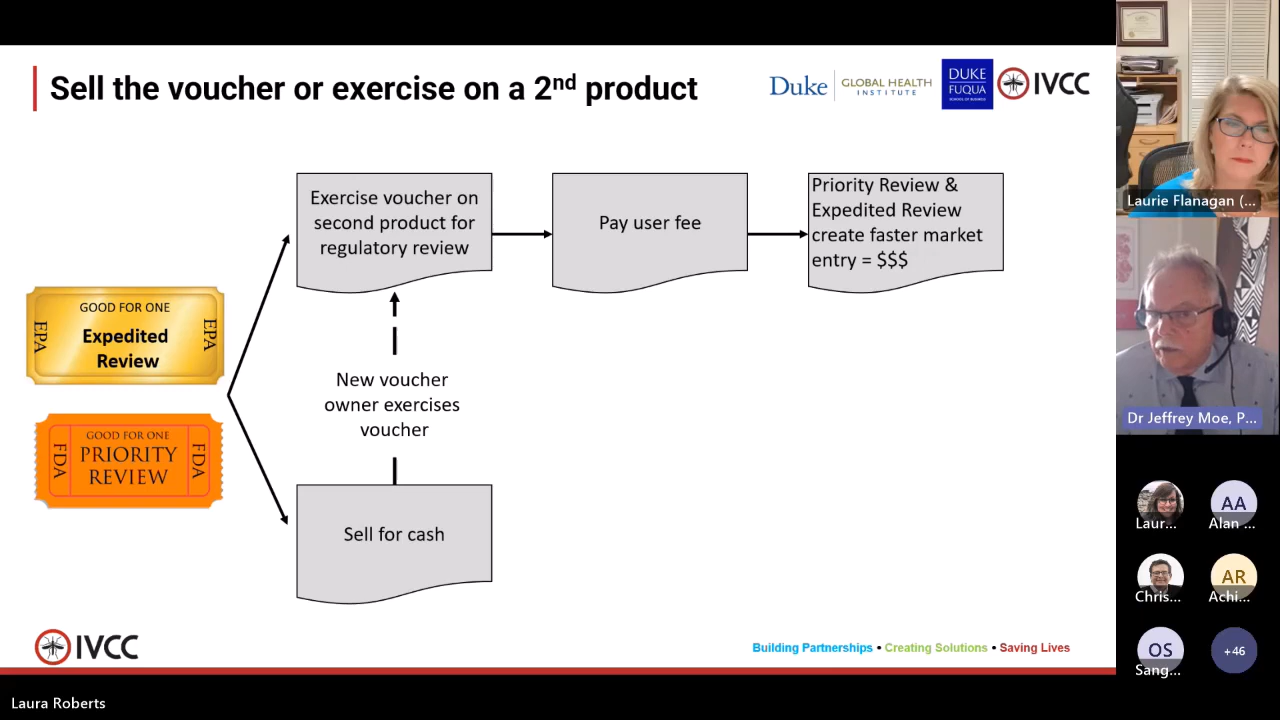 Sell the voucher or exercise on a 2nd product
Duke
GLOBAL HEALTH
INSTITUTE
DUKE
FUQUA
SCHOOL OF BUSINESS
IVCC
Exercise voucher on
second product for
regulatory review
Pay user fee
Priority Review &
Expedited Review
create faster market
entry = $$$
EPA
GOOD FOR ONE
Expedited
Review
EPA
FDA
GOOD FOR ONE
PRIORITY
REVIEW
FDA
New voucher
owner exercises
voucher
Sell for cash
IVCC
Building Partnerships • Creating Solutions • Saving Lives
Laura Roberts
Laurie Flanagan (...
Dr Jeffrey Moe, P...
Laur...
AA
Alan ...
Chris...
AR
Achi...
OS
Sang...
+46